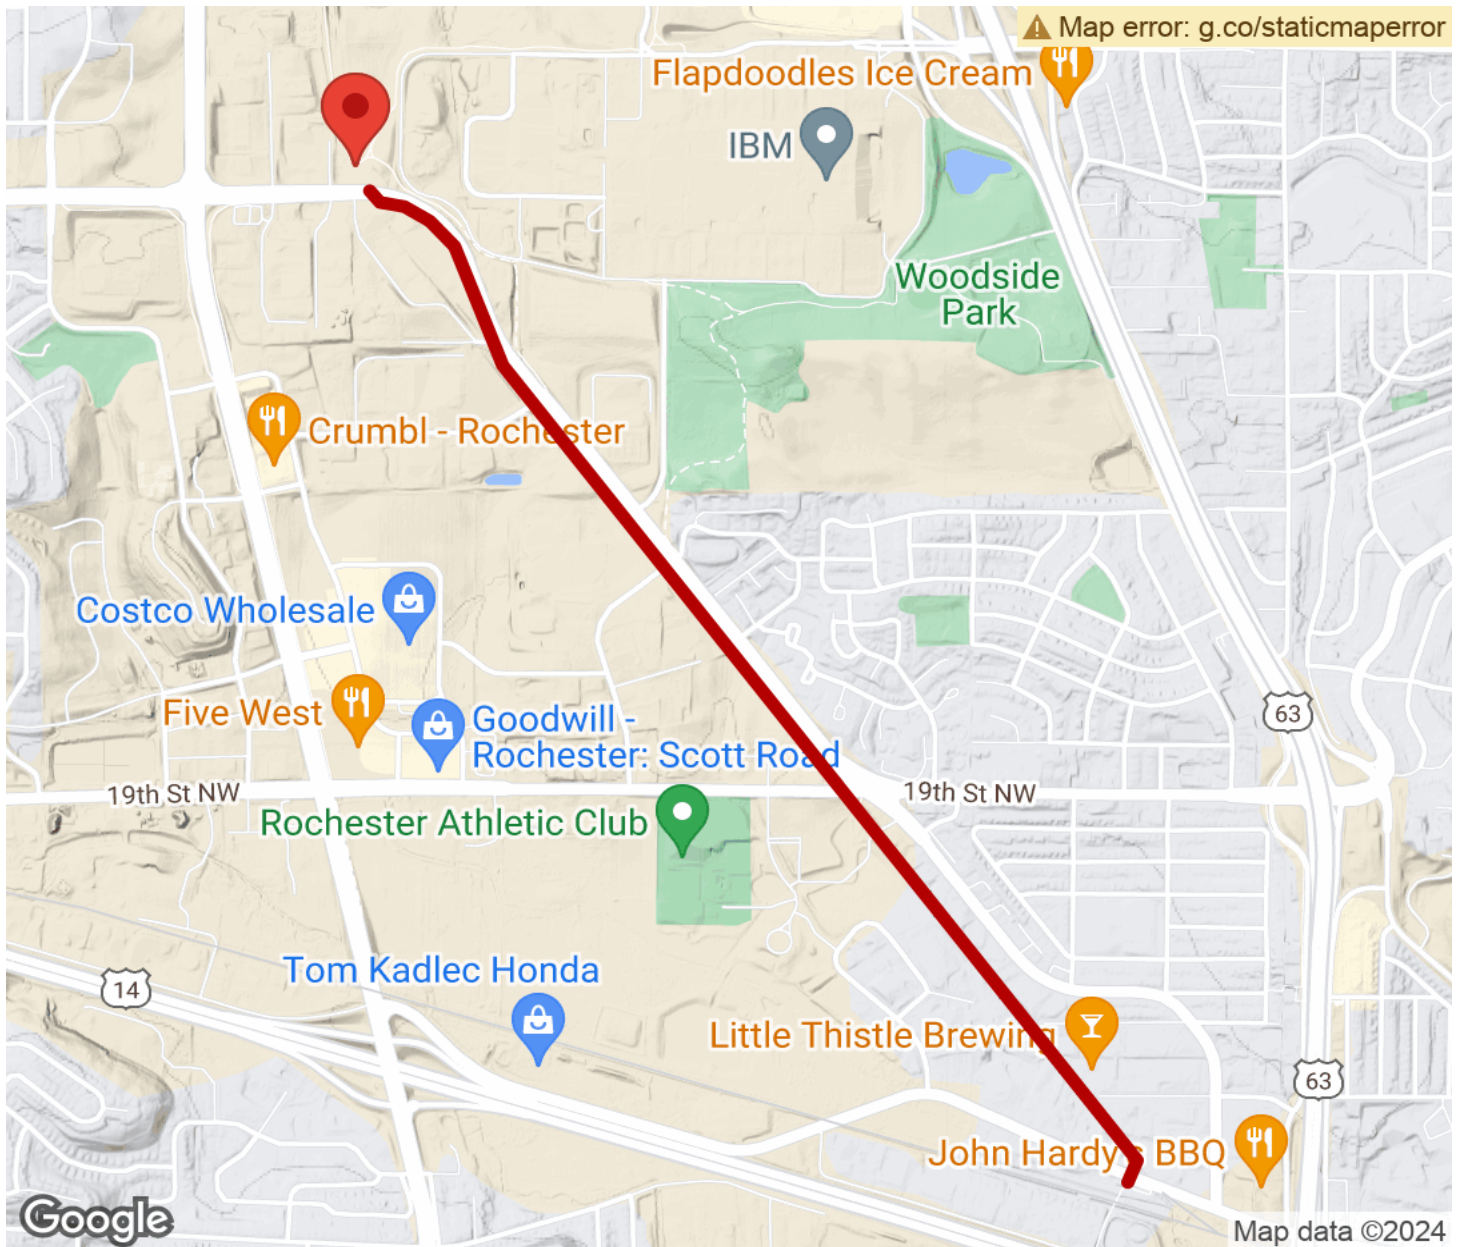 Map error: g.co/staticmaperror
Flapdoodles Ice Cream
IBM
Woodside
Park
Crumbl - Rochester
Costco Wholesale
Five West
Goodwill -
Rochester: Scott Road
63
19th St NW
19th St NW
Rochester Athletic Club
Tom Kadlec Honda
14
Little Thistle Brewing
63
John Hardy's BBQ
Google
Map data ©2024